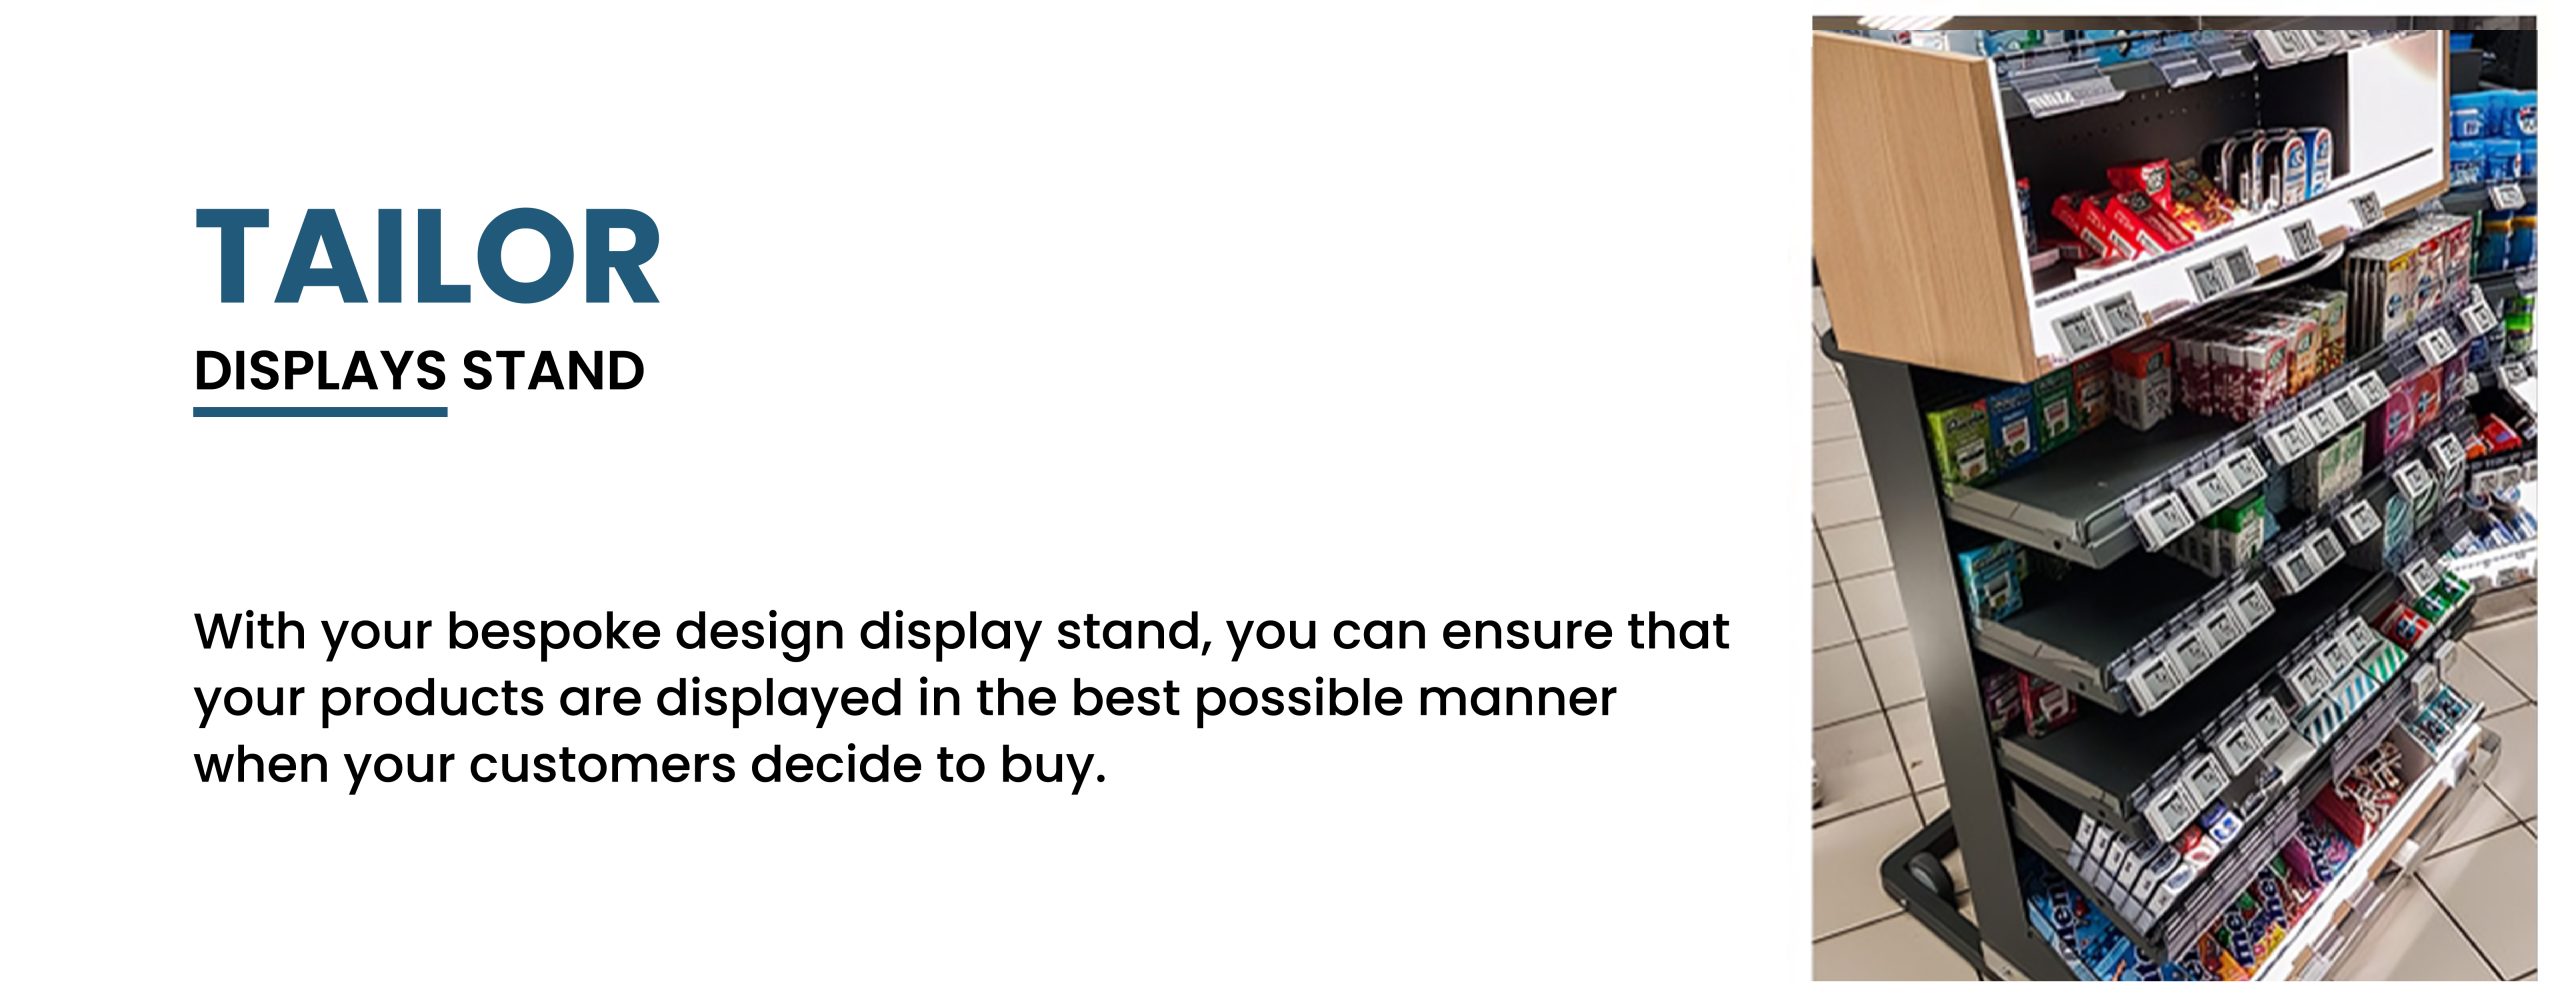 TAILOR
DISPLAYS STAND
With your bespoke design display stand, you can ensure that
your products are displayed in the best possible manner
when your customers decide to buy.